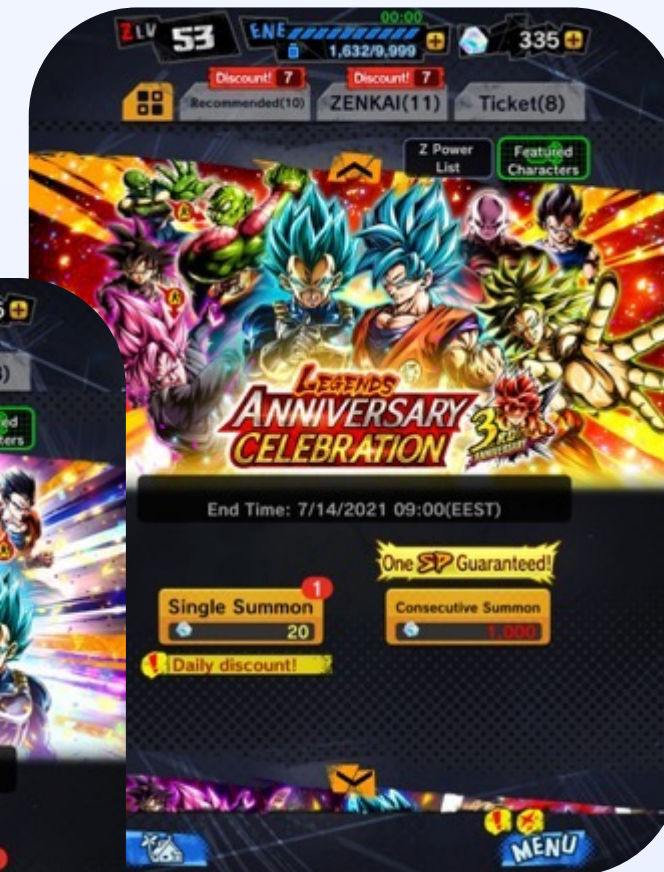 Z LV 53
ENE
00:00
1,632/9,999
335
Discount! 7
Discount! 7
Recommended(10)
ZENKAI(11)
Ticket(8)
Z Power
List
Featured
Characters
LEGENDS
ANNIVERSARY
CELEBRATION
3RD
ANNIVERSARY
End Time: 7/14/2021 09:00(EEST)
One SP Guaranteed!
1
Single Summon
20
Daily discount!
Consecutive Summon
1,000
MENU